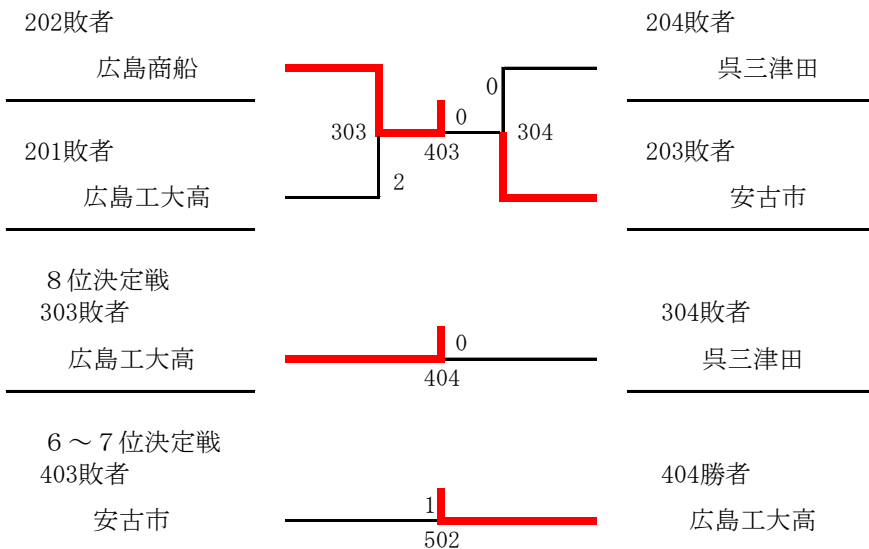 202敗者
204敗者
広島商船
呉三津田
0
0
303
304
403
201敗者
203敗者
2
広島工大高
安古市
８位決定戦
303敗者
304敗者
0
広島工大高
呉三津田
404
６～７位決定戦
403敗者
404勝者
1
安古市
広島工大高
502